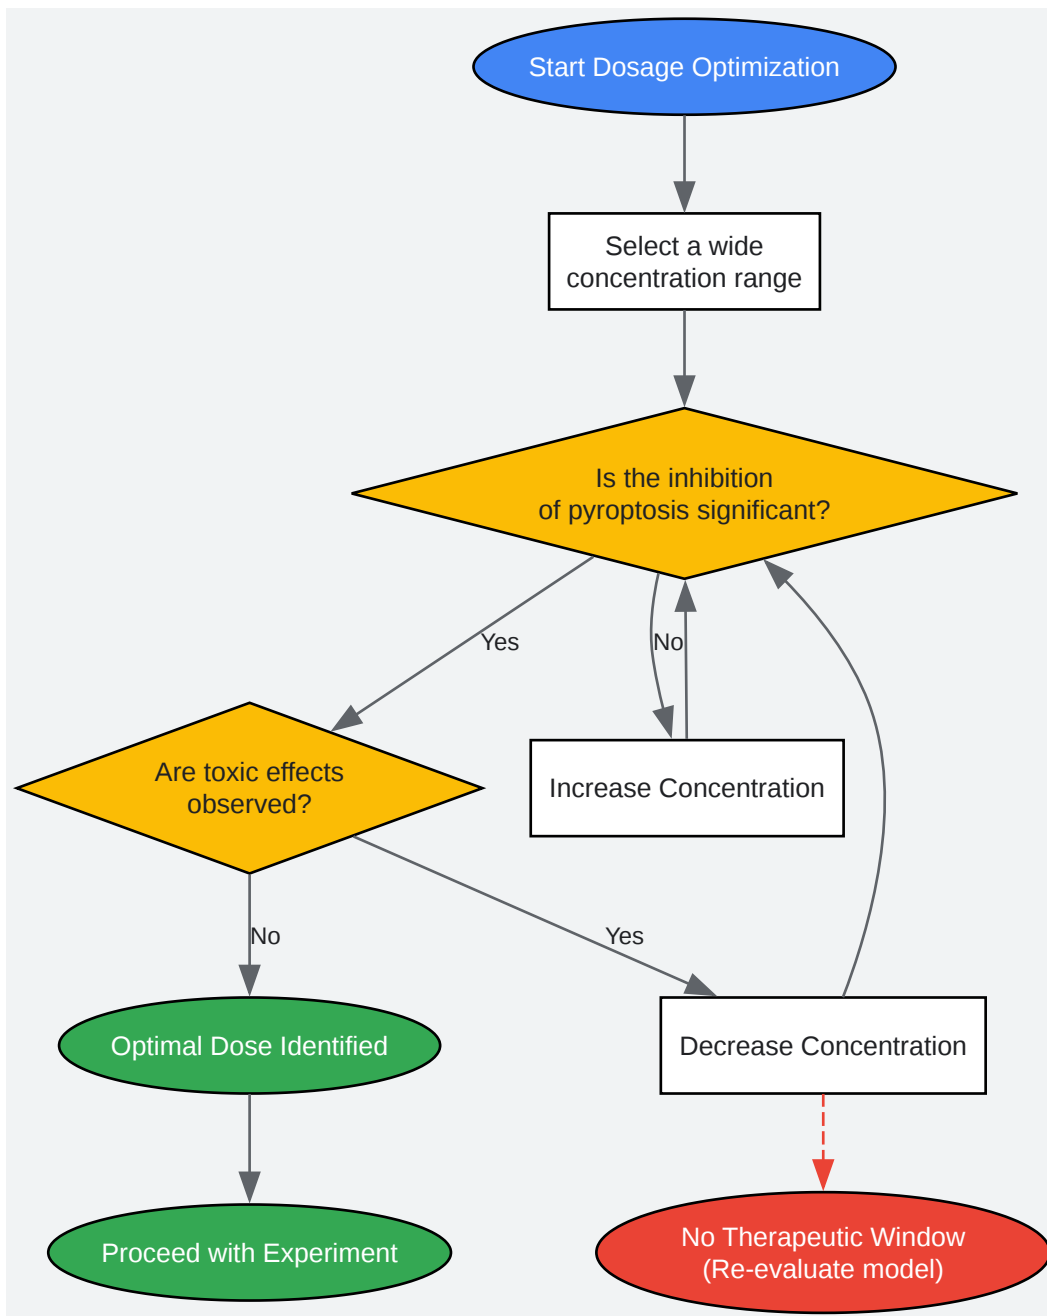 Start Dosage Optimization
Select a wide
concentration range
Is the inhibition
of pyroptosis significant?
Yes
No
Are toxic effects
observed?
Increase Concentration
No
Yes
Optimal Dose Identified
Decrease Concentration
Proceed with Experiment
No Therapeutic Window
(Re-evaluate model)